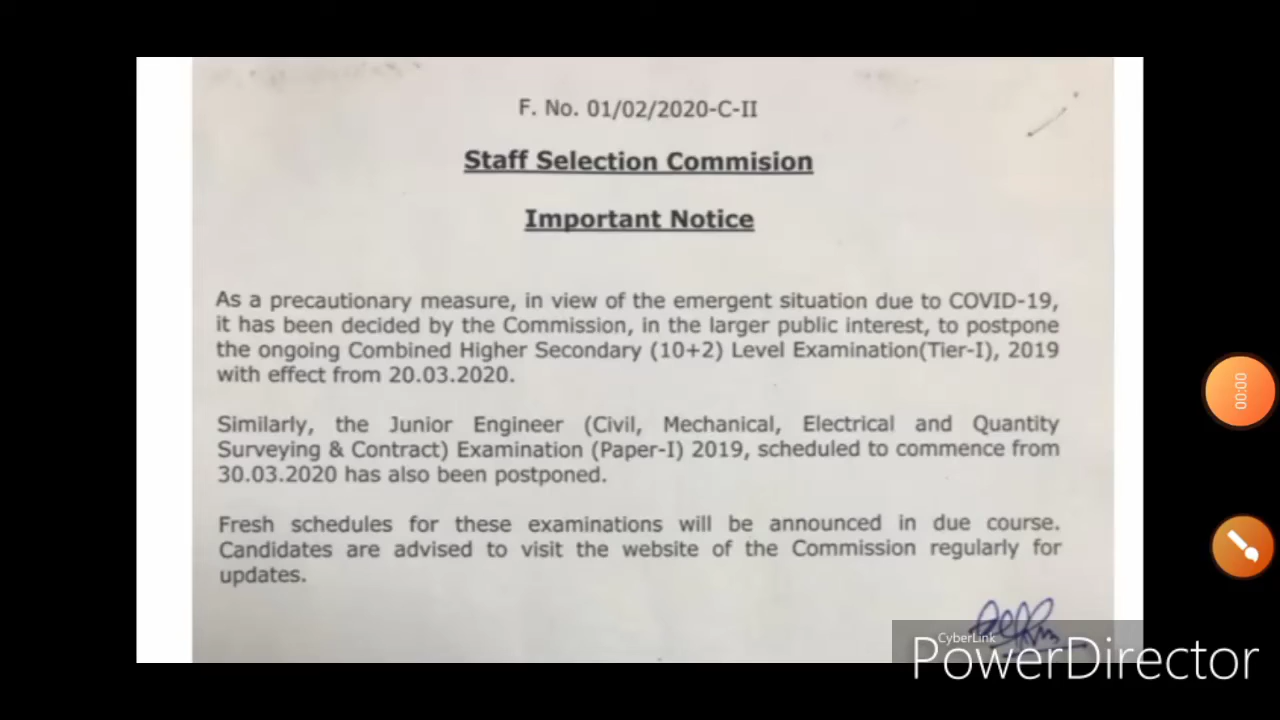 F. No. 01/02/2020-C-II
Staff Selection Commision
Important Notice
As a precautionary measure, in view of the emergent situation due to COVID-19,
it has been decided by the Commission, in the larger public interest, to postpone
the ongoing Combined Higher Secondary (10+2) Level Examination(Tier-I), 2019
with effect from 20.03.2020.
Similarly, the Junior Engineer (Civil, Mechanical, Electrical and Quantity
Surveying & Contract) Examination (Paper-I) 2019, scheduled to commence from
30.03.2020 has also been postponed.
Fresh schedules for these examinations will be announced in due course.
Candidates are advised to visit the website of the Commission regularly for
updates.
CyberLink
PowerDirector
00:00